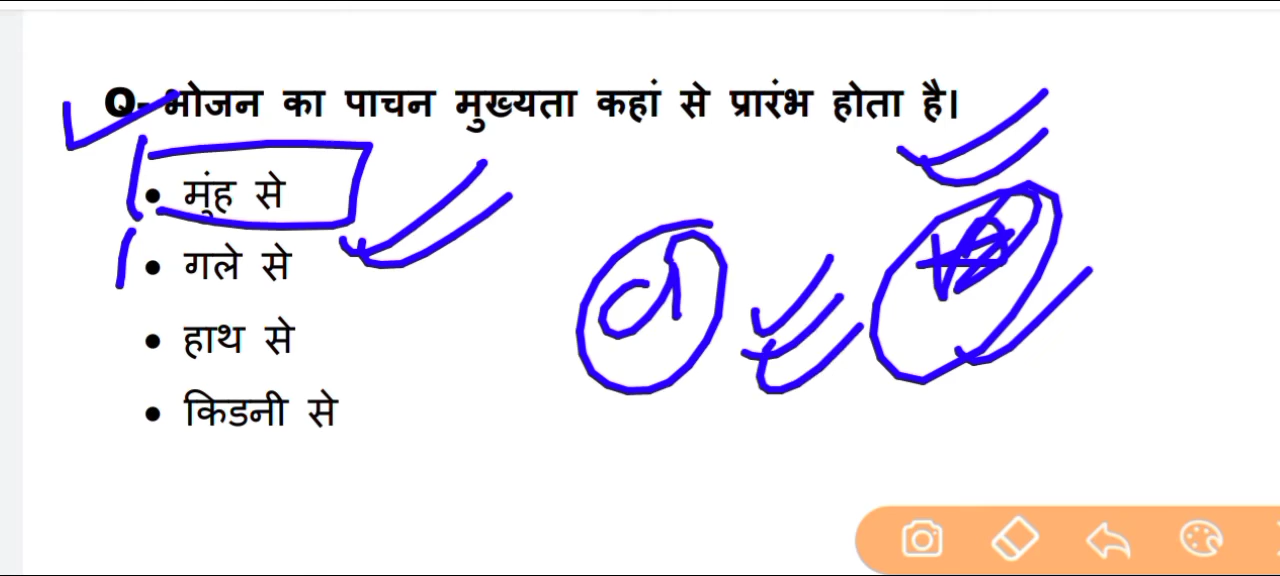 Q- भोजन का पाचन मुख्यता कहां से प्रारंभ होता है।
• मुंह से
• गले से
• हाथ से
• किडनी से